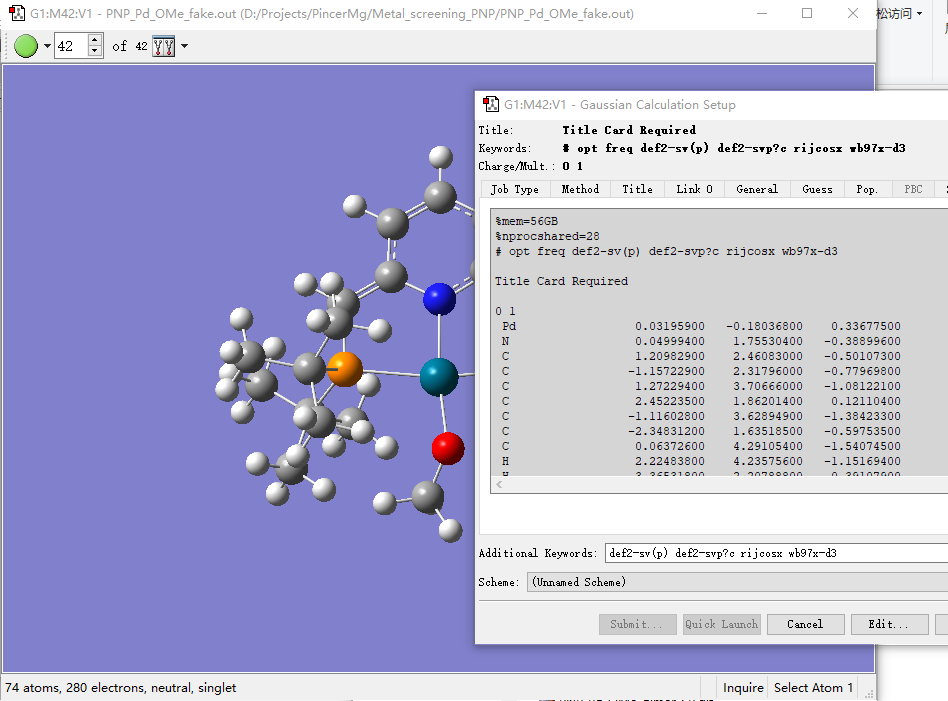 G1:M42:V1 - PNP_Pd_OMe_fake.out (D:/Projects/PincerMg/Metal_screening_PNP/PNP_Pd_OMe_fake.out)
松访问
42 of 42
G1:M42:V1 - Gaussian Calculation Setup
Title: Title Card Required
Keywords: # opt freq def2-sv(p) def2-svp?c rijcosx wb97x-d3
Charge/Mult.: 0 1
Job Type Method Title Link 0 General Guess Pop. PBC
%mem=56GB
%nprocshared=28
# opt freq def2-sv(p) def2-svp?c rijcosx wb97x-d3
Title Card Required
0 1
Pd 0.03195900 -0.18036800 0.33677500
N 0.04999400 1.75530400 -0.38899600
C 1.20982900 2.46083000 -0.50107300
C -1.15722900 2.31796000 -0.77969800
C 1.27229400 3.70666000 -1.08122100
C 2.45223500 1.86201400 0.12110400
C -1.11602800 3.62894900 -1.38423300
C -2.34831200 1.63518500 -0.59753500
C 0.06372600 4.29105400 -1.54074500
H 2.22483800 4.23575600 -1.15169400
Additional Keywords: def2-sv(p) def2-svp?c rijcosx wb97x-d3
Scheme: (Unnamed Scheme)
Submit... Quick Launch Cancel Edit...
74 atoms, 280 electrons, neutral, singlet
Inquire Select Atom 1